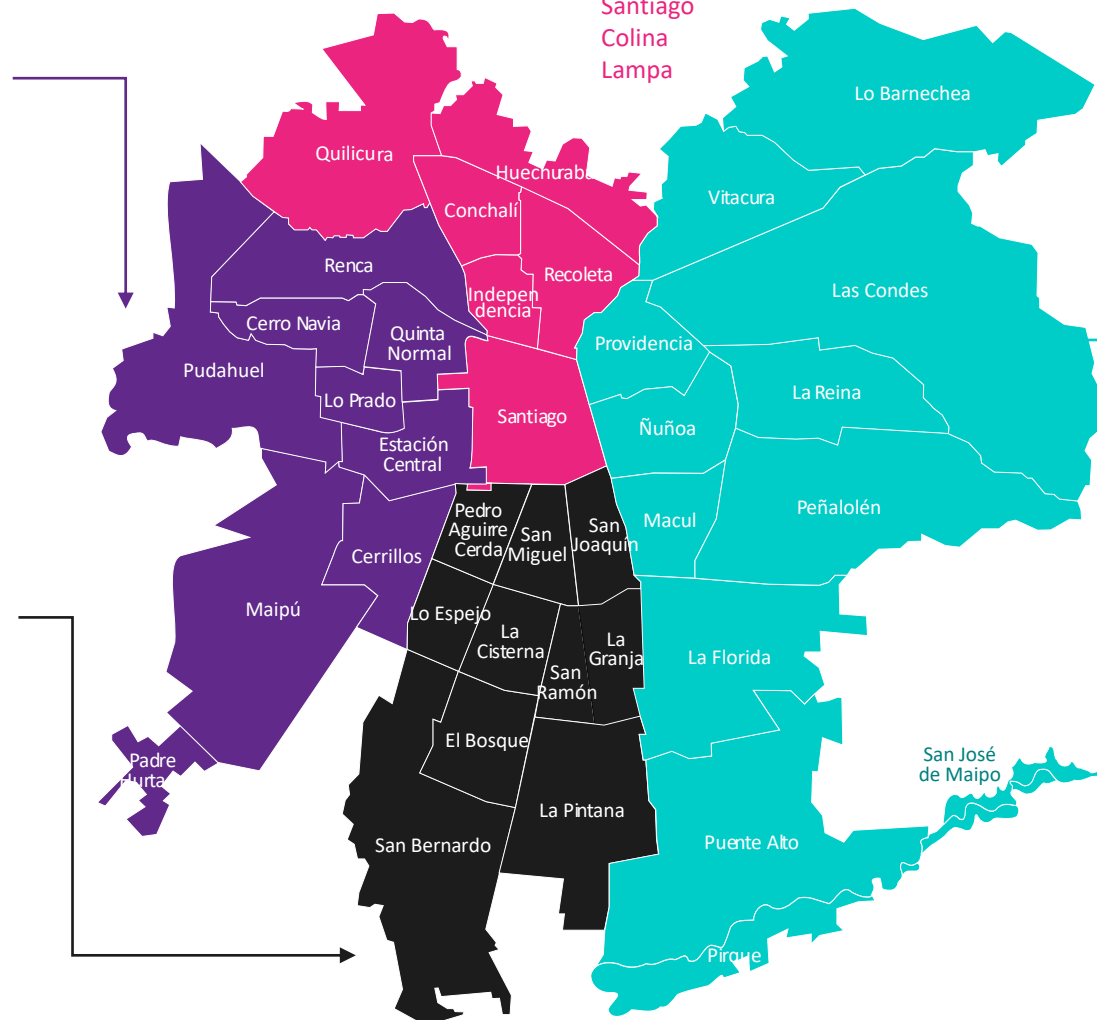 Santiago
Colina
Lampa
Lo Barnechea
Quilicura
Huechurab
Vitacura
Conchalí
Renca
Recoleta
Las Condes
Indepen
dencia
Cerro Navia
Quinta
Normal
Providencia
Pudahuel
Lo Prado
La Reina
Santiago
Ñuñoa
Estación
Central
Pedro
Aguirre
Cerda
San
Miguel
San
Joaquín
Macul
Peñalolén
Cerrillos
Maipú
Lo Espejo
La
Cisterna
La
Granja
San
Ramón
La Florida
El Bosque
Padre
Hurta
San José
de Maipo
La Pintana
San Bernardo
Puente Alto
Pirque